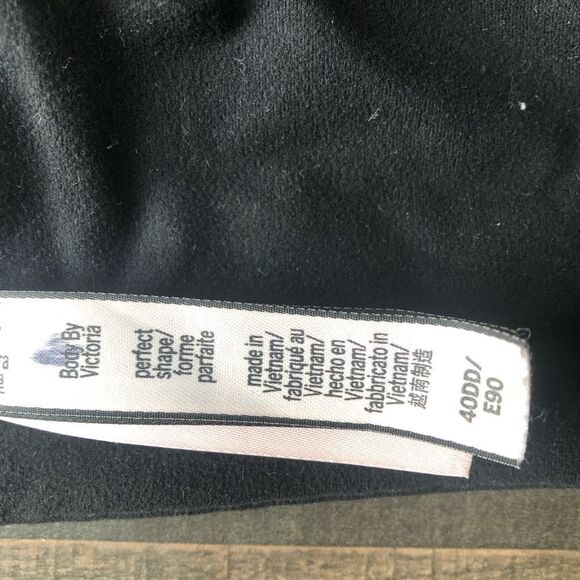 Body By
Victoria
perfect
shape/
forme
parfaite
made in
Vietnam/
fabriqué au
Vietnam/
hecho en
Vietnam/
fabbricato in
Vietnam/
越南制造
40DD/
E90